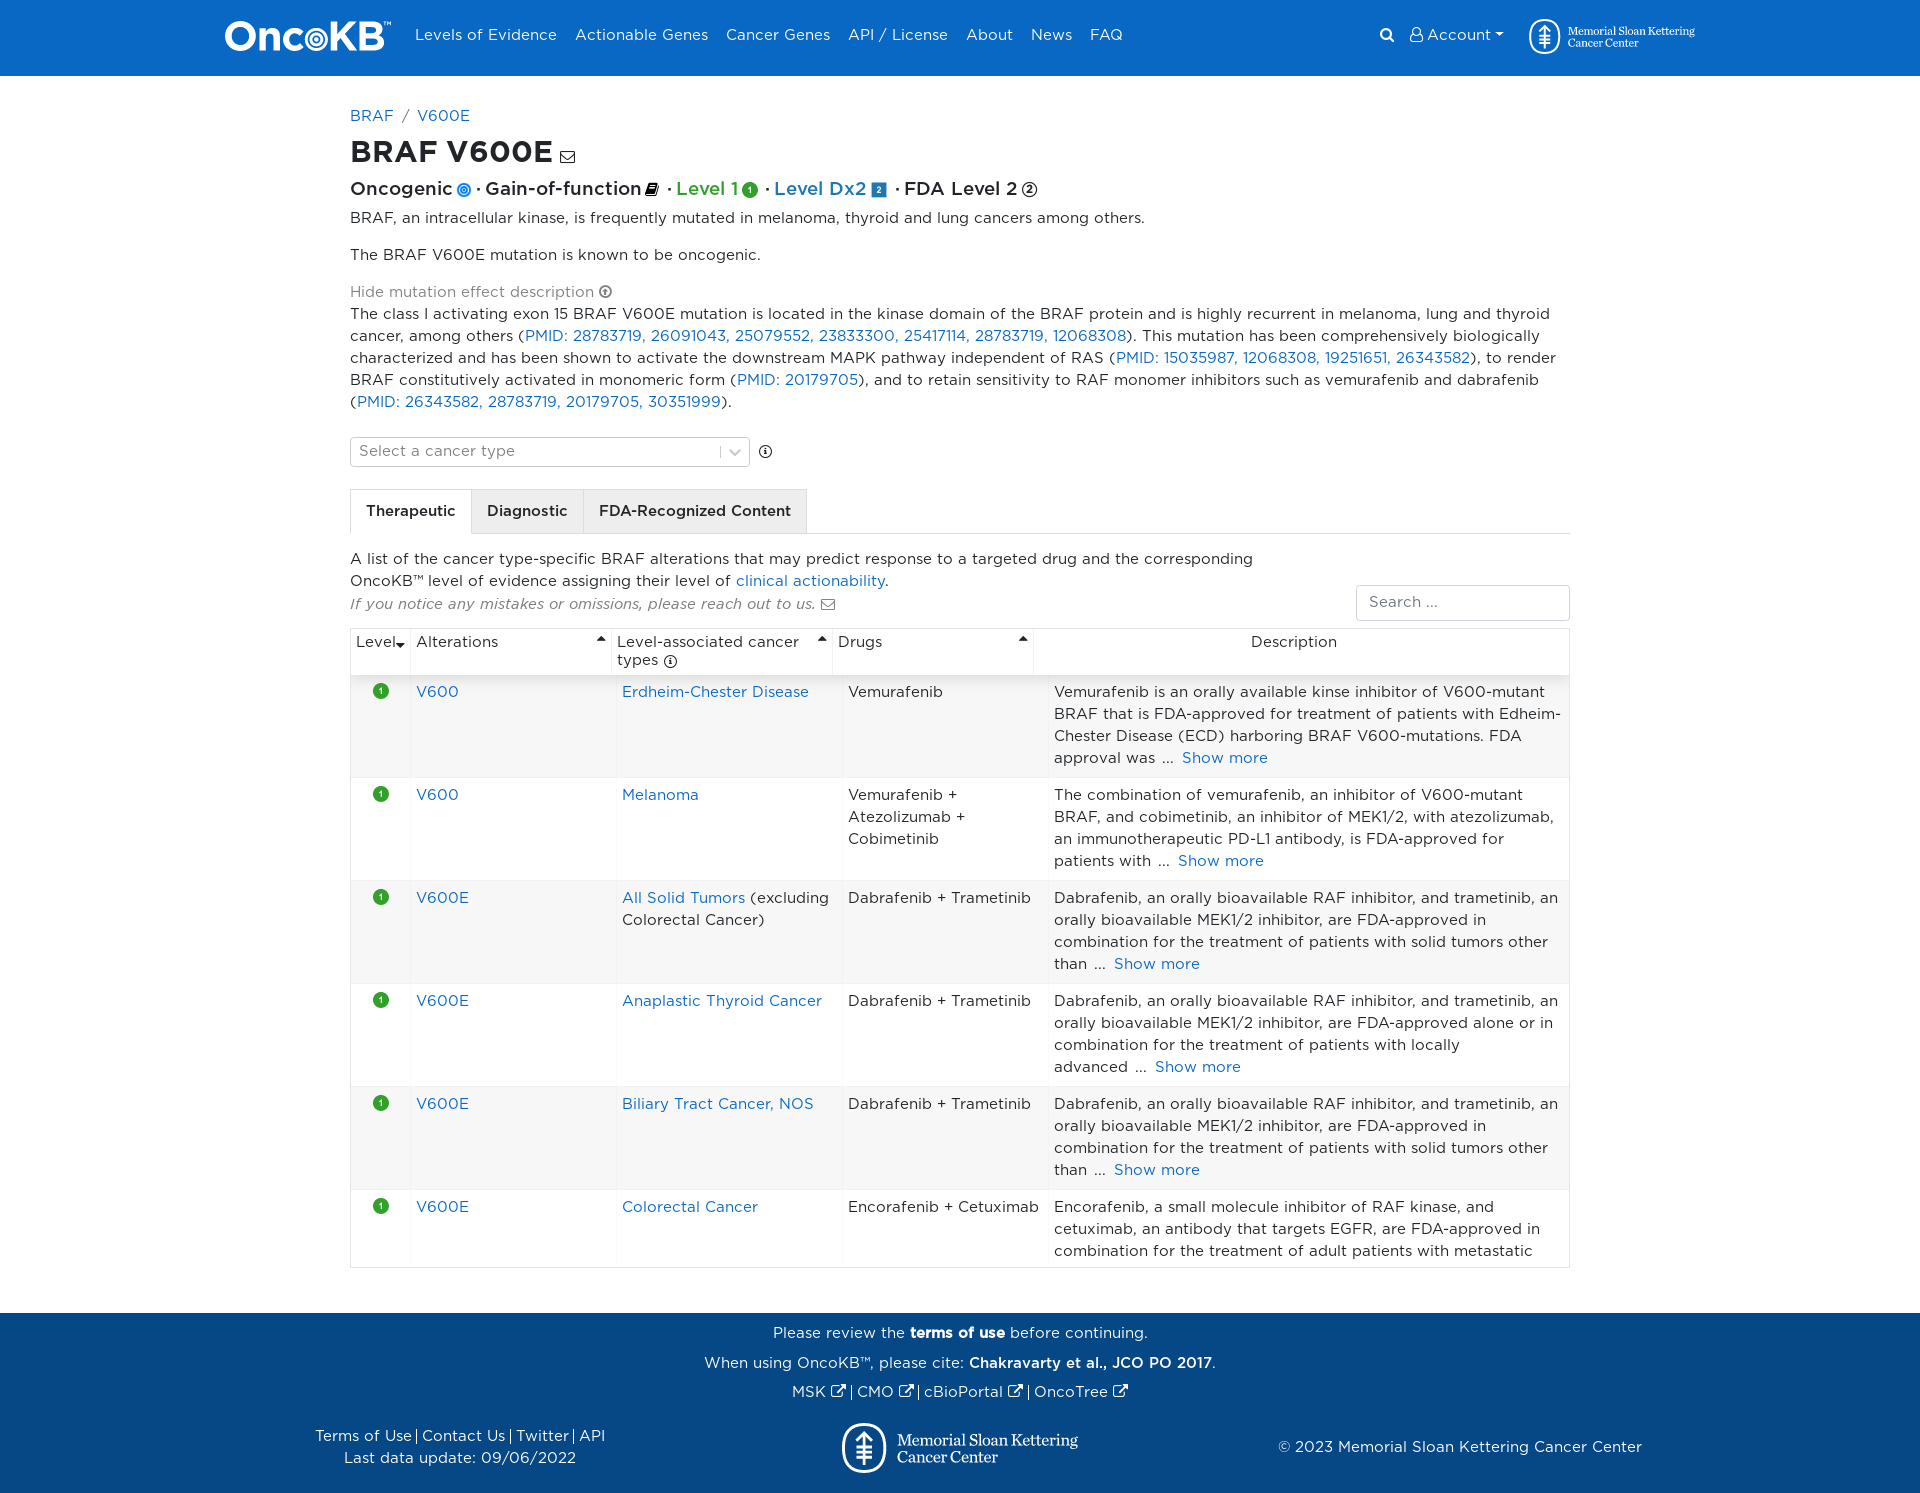 OncoKB™ Levels of Evidence Actionable Genes Cancer Genes API / License About News FAQ Account Memorial Sloan Kettering
Cancer Center
BRAF / V600E
BRAF V600E
Oncogenic · Gain-of-function · Level 1 1 · Level Dx2 2 · FDA Level 2 2
BRAF, an intracellular kinase, is frequently mutated in melanoma, thyroid and lung cancers among others.
The BRAF V600E mutation is known to be oncogenic.
Hide mutation effect description
The class I activating exon 15 BRAF V600E mutation is located in the kinase domain of the BRAF protein and is highly recurrent in melanoma, lung and thyroid
cancer, among others (PMID: 28783719, 26091043, 25079552, 23833300, 25417114, 28783719, 12068308). This mutation has been comprehensively biologically
characterized and has been shown to activate the downstream MAPK pathway independent of RAS (PMID: 15035987, 12068308, 19251651, 26343582), to render
BRAF constitutively activated in monomeric form (PMID: 20179705), and to retain sensitivity to RAF monomer inhibitors such as vemurafenib and dabrafenib
(PMID: 26343582, 28783719, 20179705, 30351999).
Select a cancer type
Therapeutic Diagnostic FDA-Recognized Content
A list of the cancer type-specific BRAF alterations that may predict response to a targeted drug and the corresponding
OncoKB™ level of evidence assigning their level of clinical actionability.
If you notice any mistakes or omissions, please reach out to us.
Search ...
Level Alterations Level-associated cancer Drugs Description
types
1 V600 Erdheim-Chester Disease Vemurafenib Vemurafenib is an orally available kinse inhibitor of V600-mutant
BRAF that is FDA-approved for treatment of patients with Edheim-
Chester Disease (ECD) harboring BRAF V600-mutations. FDA
approval was ... Show more
1 V600 Melanoma Vemurafenib + The combination of vemurafenib, an inhibitor of V600-mutant
Atezolizumab + BRAF, and cobimetinib, an inhibitor of MEK1/2, with atezolizumab,
Cobimetinib an immunotherapeutic PD-L1 antibody, is FDA-approved for
patients with ... Show more
1 V600E All Solid Tumors (excluding Dabrafenib + Trametinib Dabrafenib, an orally bioavailable RAF inhibitor, and trametinib, an
Colorectal Cancer) orally bioavailable MEK1/2 inhibitor, are FDA-approved in
combination for the treatment of patients with solid tumors other
than ... Show more
1 V600E Anaplastic Thyroid Cancer Dabrafenib + Trametinib Dabrafenib, an orally bioavailable RAF inhibitor, and trametinib, an
orally bioavailable MEK1/2 inhibitor, are FDA-approved alone or in
combination for the treatment of patients with locally
advanced ... Show more
1 V600E Biliary Tract Cancer, NOS Dabrafenib + Trametinib Dabrafenib, an orally bioavailable RAF inhibitor, and trametinib, an
orally bioavailable MEK1/2 inhibitor, are FDA-approved in
combination for the treatment of patients with solid tumors other
than ... Show more
1 V600E Colorectal Cancer Encorafenib + Cetuximab Encorafenib, a small molecule inhibitor of RAF kinase, and
cetuximab, an antibody that targets EGFR, are FDA-approved in
combination for the treatment of adult patients with metastatic
Please review the terms of use before continuing.
When using OncoKB™, please cite: Chakravarty et al., JCO PO 2017.
MSK | CMO | cBioPortal | OncoTree
Terms of Use | Contact Us | Twitter | API
Last data update: 09/06/2022
Memorial Sloan Kettering
Cancer Center
© 2023 Memorial Sloan Kettering Cancer Center